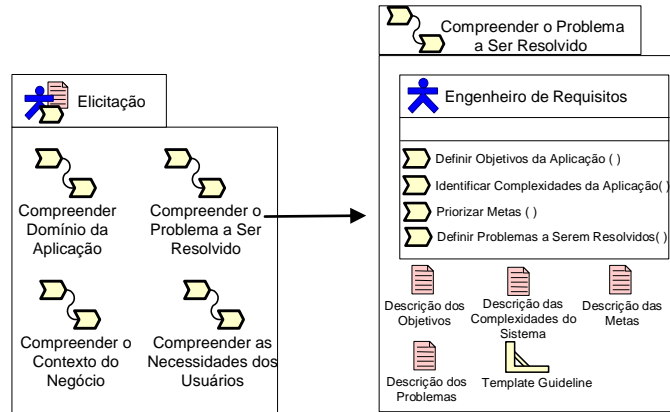 Elicitação
Compreender
Domínio da
Aplicação
Compreender o
Problema a Ser
Resolvido
Compreender o
Contexto do
Negócio
Compreender as
Necessidades dos
Usuários
Compreender o Problema
a Ser Resolvido
Engenheiro de Requisitos
Definir Objetivos da Aplicação ( )
Identificar Complexidades da Aplicação( )
Priorizar Metas ( )
Definir Problemas a Serem Resolvidos( )
Descrição dos
Objetivos
Descrição das
Complexidades do
Sistema
Descrição das
Metas
Descrição dos
Problemas
Template Guideline